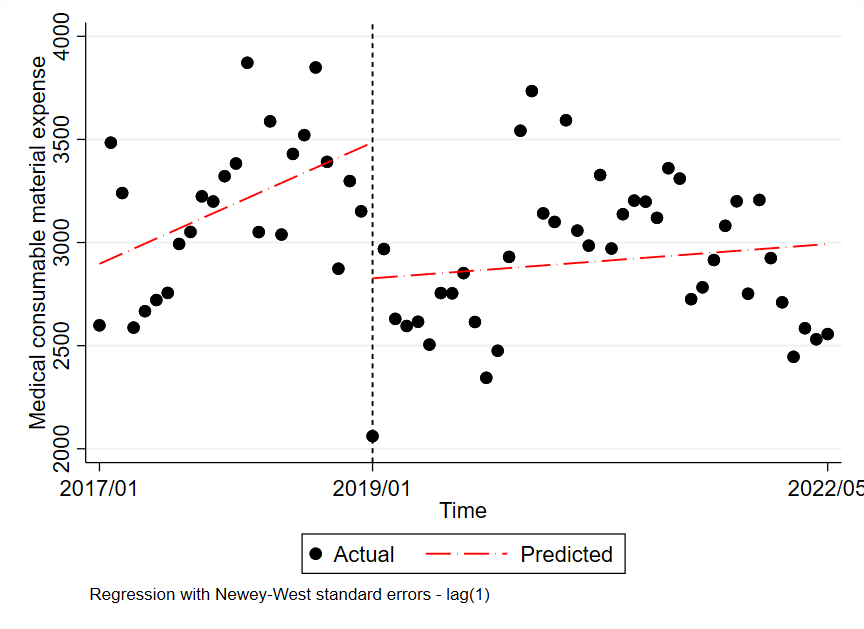 Medical consumable material expense
4000
3500
3000
2500
2000
2017/01
2019/01
2022/05
Time
Actual
Predicted
Regression with Newey-West standard errors - lag(1)